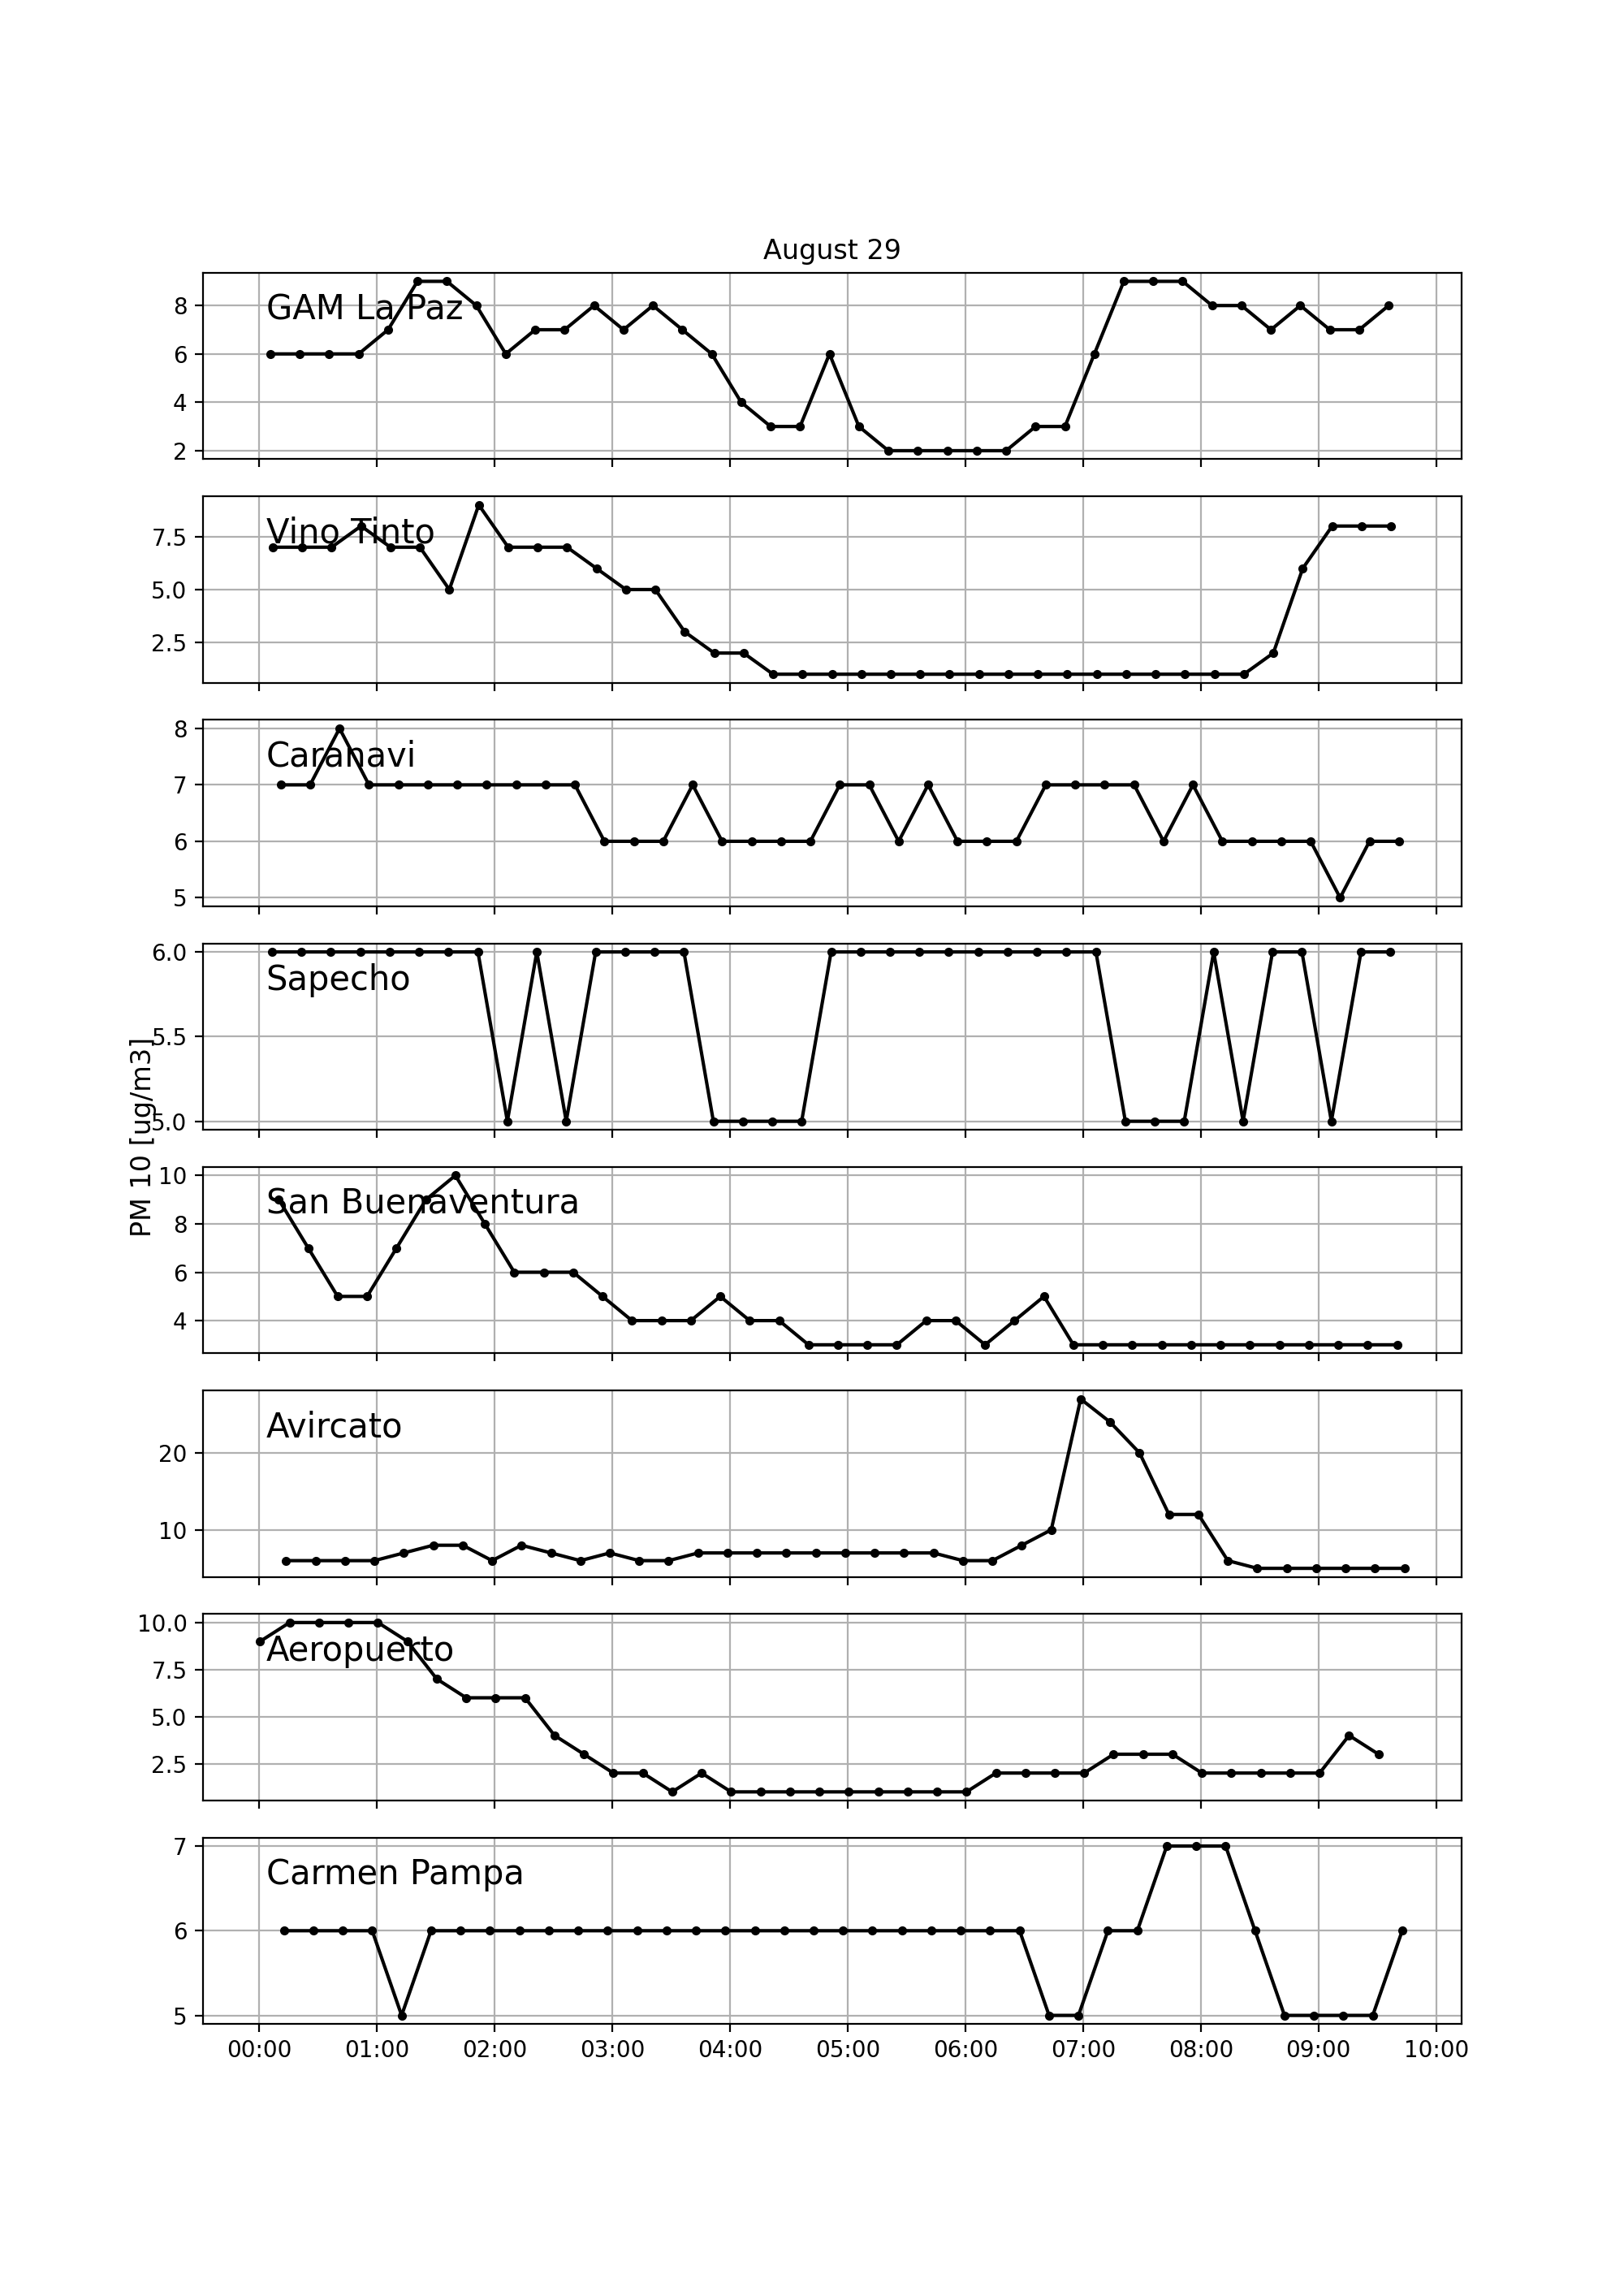 August 29
GAM La Paz
8
6
4
2
Vino Tinto
7.5
5.0
2.5
Caranavi
8
7
6
5
Sapecho
6.0
5.5
5.0
PM 10 [ug/m3]
San Buenaventura
10
8
6
4
Avircato
20
10
Aeropuerto
10.0
7.5
5.0
2.5
Carmen Pampa
7
6
5
00:00 01:00 02:00 03:00 04:00 05:00 06:00 07:00 08:00 09:00 10:00